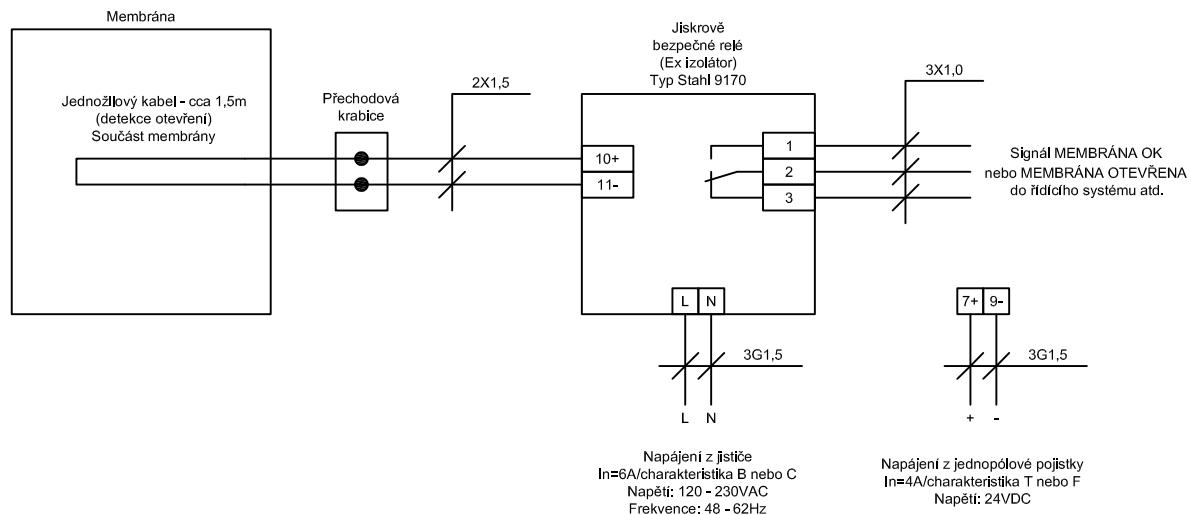 Membrána
Jednožilový kabel - cca 1,5m
(detekce otevření)
Součást membrány
Přechodová
krabice
2X1,5
Jiskrově
bezpečné relé
(Ex izolátor)
Typ Stahl 9170
10+
11-
1
2
3
3X1,0
Signál MEMBRÁNA OK
nebo MEMBRÁNA OTEVŘENA
do řídícího systému atd.
L N
3G1,5
L N
Napájení z jističe
In=6A/charakteristika B nebo C
Napětí: 120 - 230VAC
Frekvence: 48 - 62Hz
7+ 9-
3G1,5
+ -
Napájení z jednopólové pojistky
In=4A/charakteristika T nebo F
Napětí: 24VDC